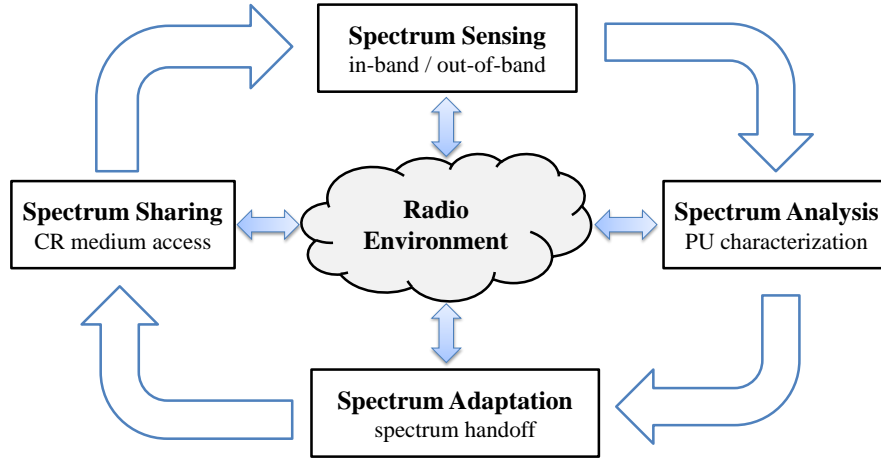 Spectrum Sensing
in-band / out-of-band
Spectrum Sharing
CR medium access
Radio
Environment
Spectrum Analysis
PU characterization
Spectrum Adaptation
spectrum handoff